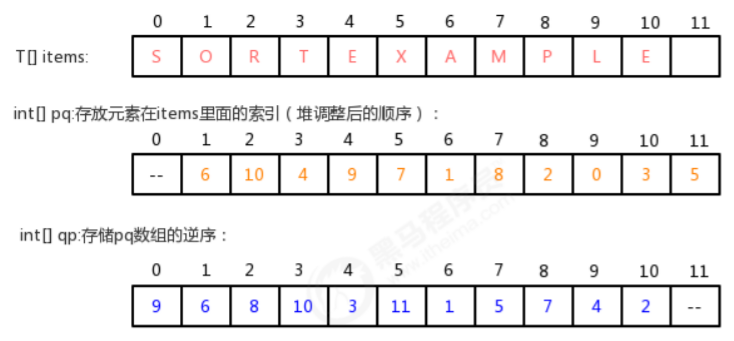 0 1 2 3 4 5 6 7 8 9 10 11
T[] items: S O R T E X A M P L E
int[] pq:存放元素在items里面的索引（堆调整后的顺序）：
0 1 2 3 4 5 6 7 8 9 10 11
-- 6 10 4 9 7 1 8 2 0 3 5
int[] qp:存储pq数组的逆序：
0 1 2 3 4 5 6 7 8 9 10 11
9 6 8 10 3 11 1 5 7 4 2 --
黑马程序员
www.itheima.com